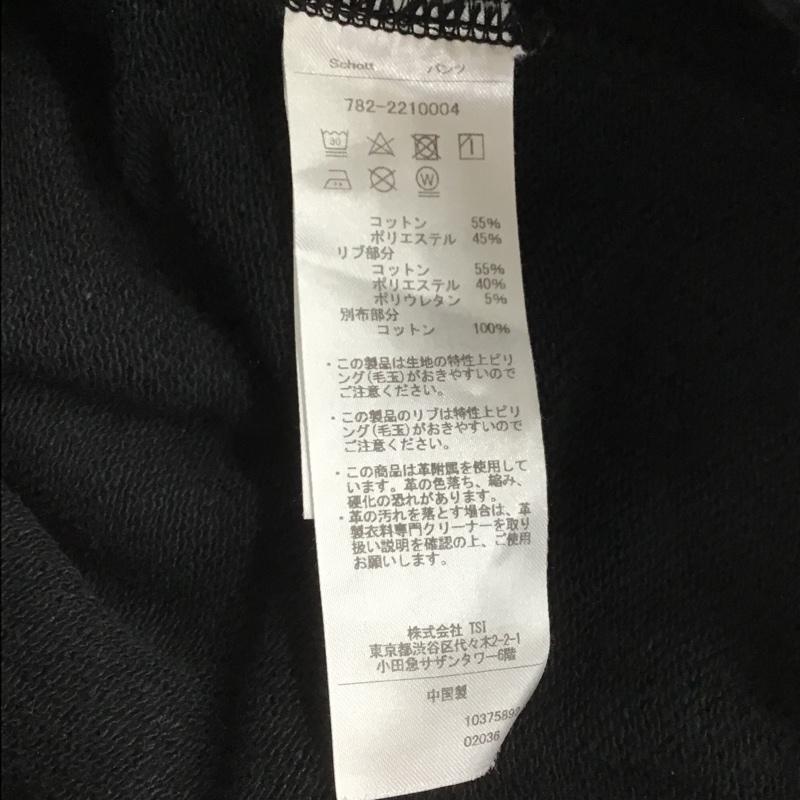 Schott パンツ
782-2210004
30
W
コットン 55%
ポリエステル 45%
リブ部分
コットン 55%
ポリエステル 40%
ポリウレタン 5%
別布部分
コットン 100%
・この製品は生地の特性上ピリ
ング(毛玉)がおきやすいので
ご注意ください。
・この製品のリブは特性上ピリ
ング(毛玉)がおきやすいので
ご注意ください。
・この商品は革附属を使用して
います。革の色落ち、縮み、
硬化の恐れがあります。
・革の汚れを落とす場合は、革
製衣料専門クリーナーを取り
扱い説明を確認の上、ご使用
お願いします。
株式会社 TSI
東京都渋谷区代々木2-2-1
小田急サザンタワー6階
中国製
1037589
02036